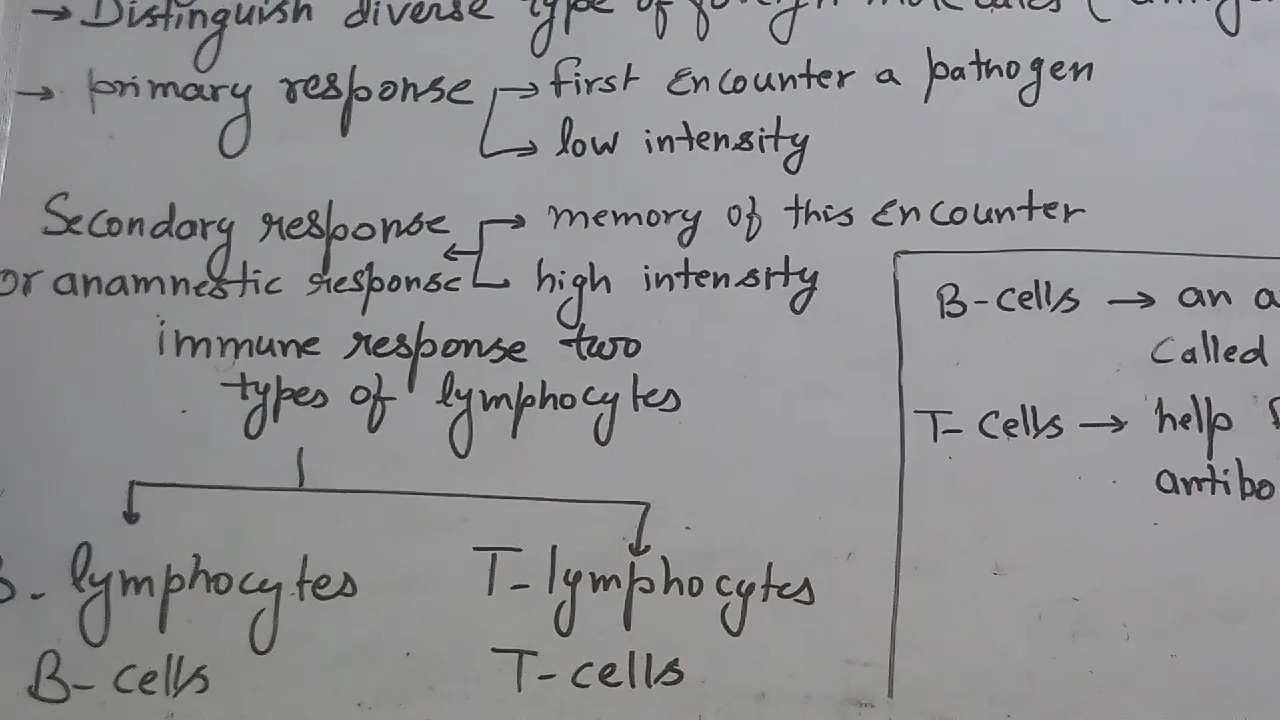 → Distinguish diverse type of foreign molecules (
→ primary response → first encounter a pathogen
→ low intensity
Secondary response → memory of this encounter
or anamnestic response high intensity
immune response two
types of lymphocytes
B-cells → an a
called
T-cells → help
antibo
B-lymphocytes T-lymphocytes
B-cells T-cells